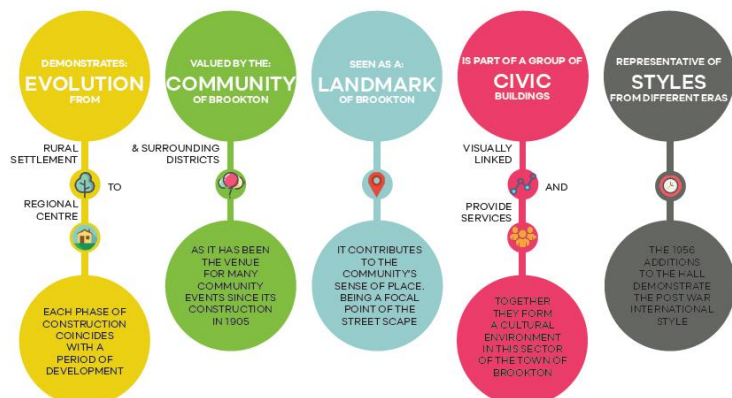 DEMONSTRATES:
EVOLUTION
FROM
RURAL
SETTLEMENT
TO
REGIONAL
CENTRE
EACH PHASE OF
CONSTRUCTION
COINCIDES
WITH A
PERIOD OF
DEVELOPMENT
VALUED BY THE:
COMMUNITY
OF BROOKTON
& SURROUNDING
DISTRICTS
AS IT HAS BEEN
THE VENUE
FOR MANY
COMMUNITY
EVENTS SINCE ITS
CONSTRUCTION
IN 1905
SEEN AS A:
LANDMARK
OF BROOKTON
IT CONTRIBUTES
TO THE
COMMUNITY'S
SENSE OF PLACE.
BEING A FOCAL
POINT OF THE
STREET SCAPE
IS PART OF A GROUP OF
CIVIC
BUILDINGS
VISUALLY
LINKED
AND
PROVIDE
SERVICES
TOGETHER
THEY FORM
A CULTURAL
ENVIRONMENT
IN THIS SECTOR
OF THE TOWN OF
BROOKTON
REPRESENTATIVE OF
STYLES
FROM DIFFERENT ERAS
THE 1956
ADDITIONS
TO THE HALL
DEMONSTRATE
THE POST WAR
INTERNATIONAL
STYLE